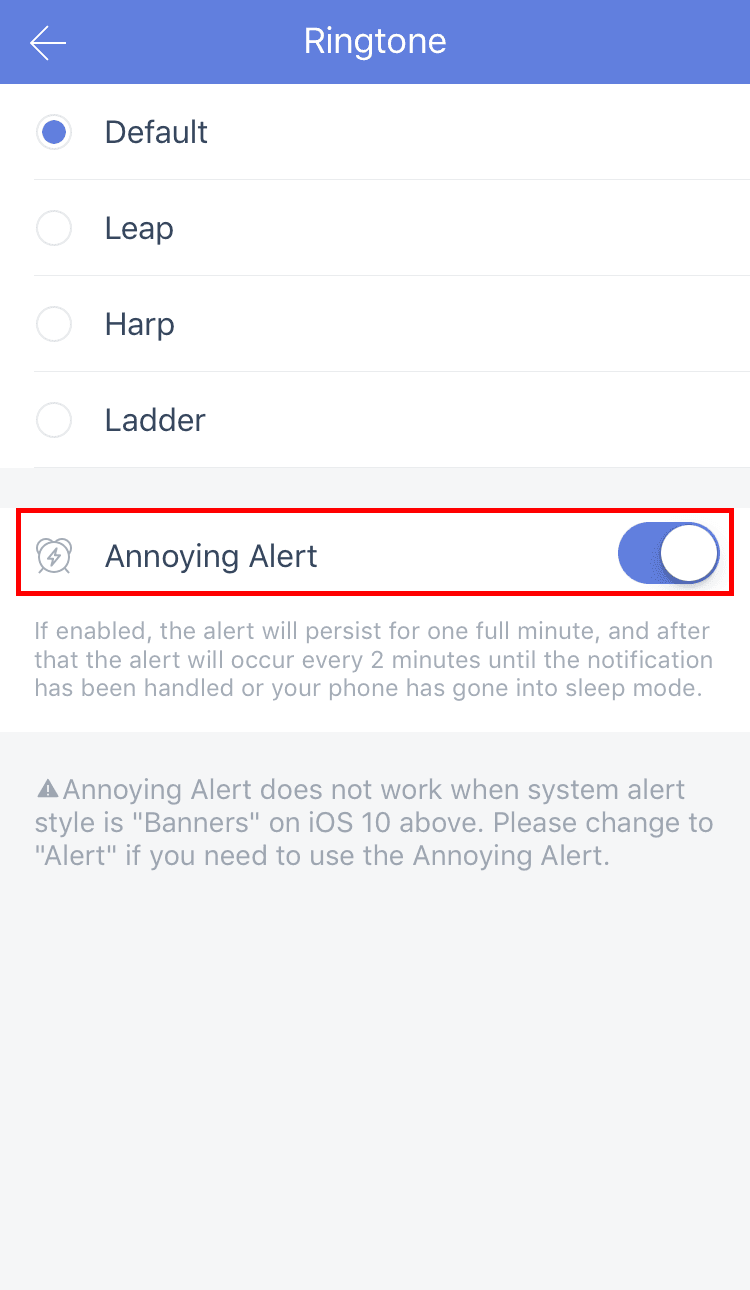 Ringtone
Default
Leap
Harp
Ladder
Annoying Alert
If enabled, the alert will persist for one full minute, and after
that the alert will occur every 2 minutes until the notification
has been handled or your phone has gone into sleep mode.
⚠Annoying Alert does not work when system alert
style is "Banners" on iOS 10 above. Please change to
"Alert" if you need to use the Annoying Alert.